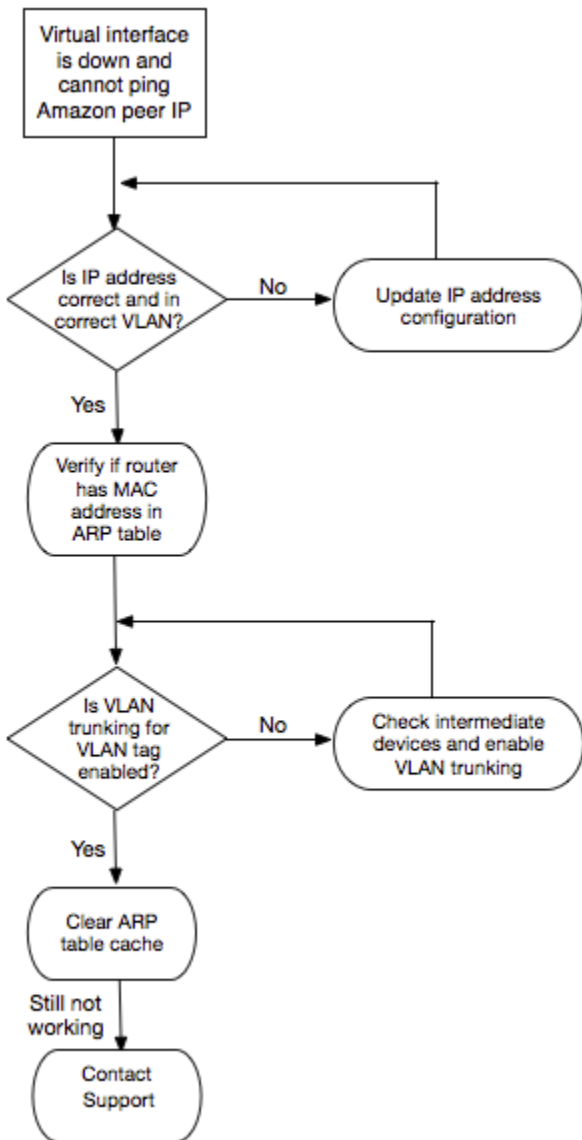 Virtual interface
is down and
cannot ping
Amazon peer IP
Is IP address
correct and in
correct VLAN?
No
Update IP address
configuration
Yes
Verify if router
has MAC
address in
ARP table
Is VLAN
trunking for
VLAN tag
enabled?
No
Check intermediate
devices and enable
VLAN trunking
Yes
Clear ARP
table cache
Still not
working
Contact
Support